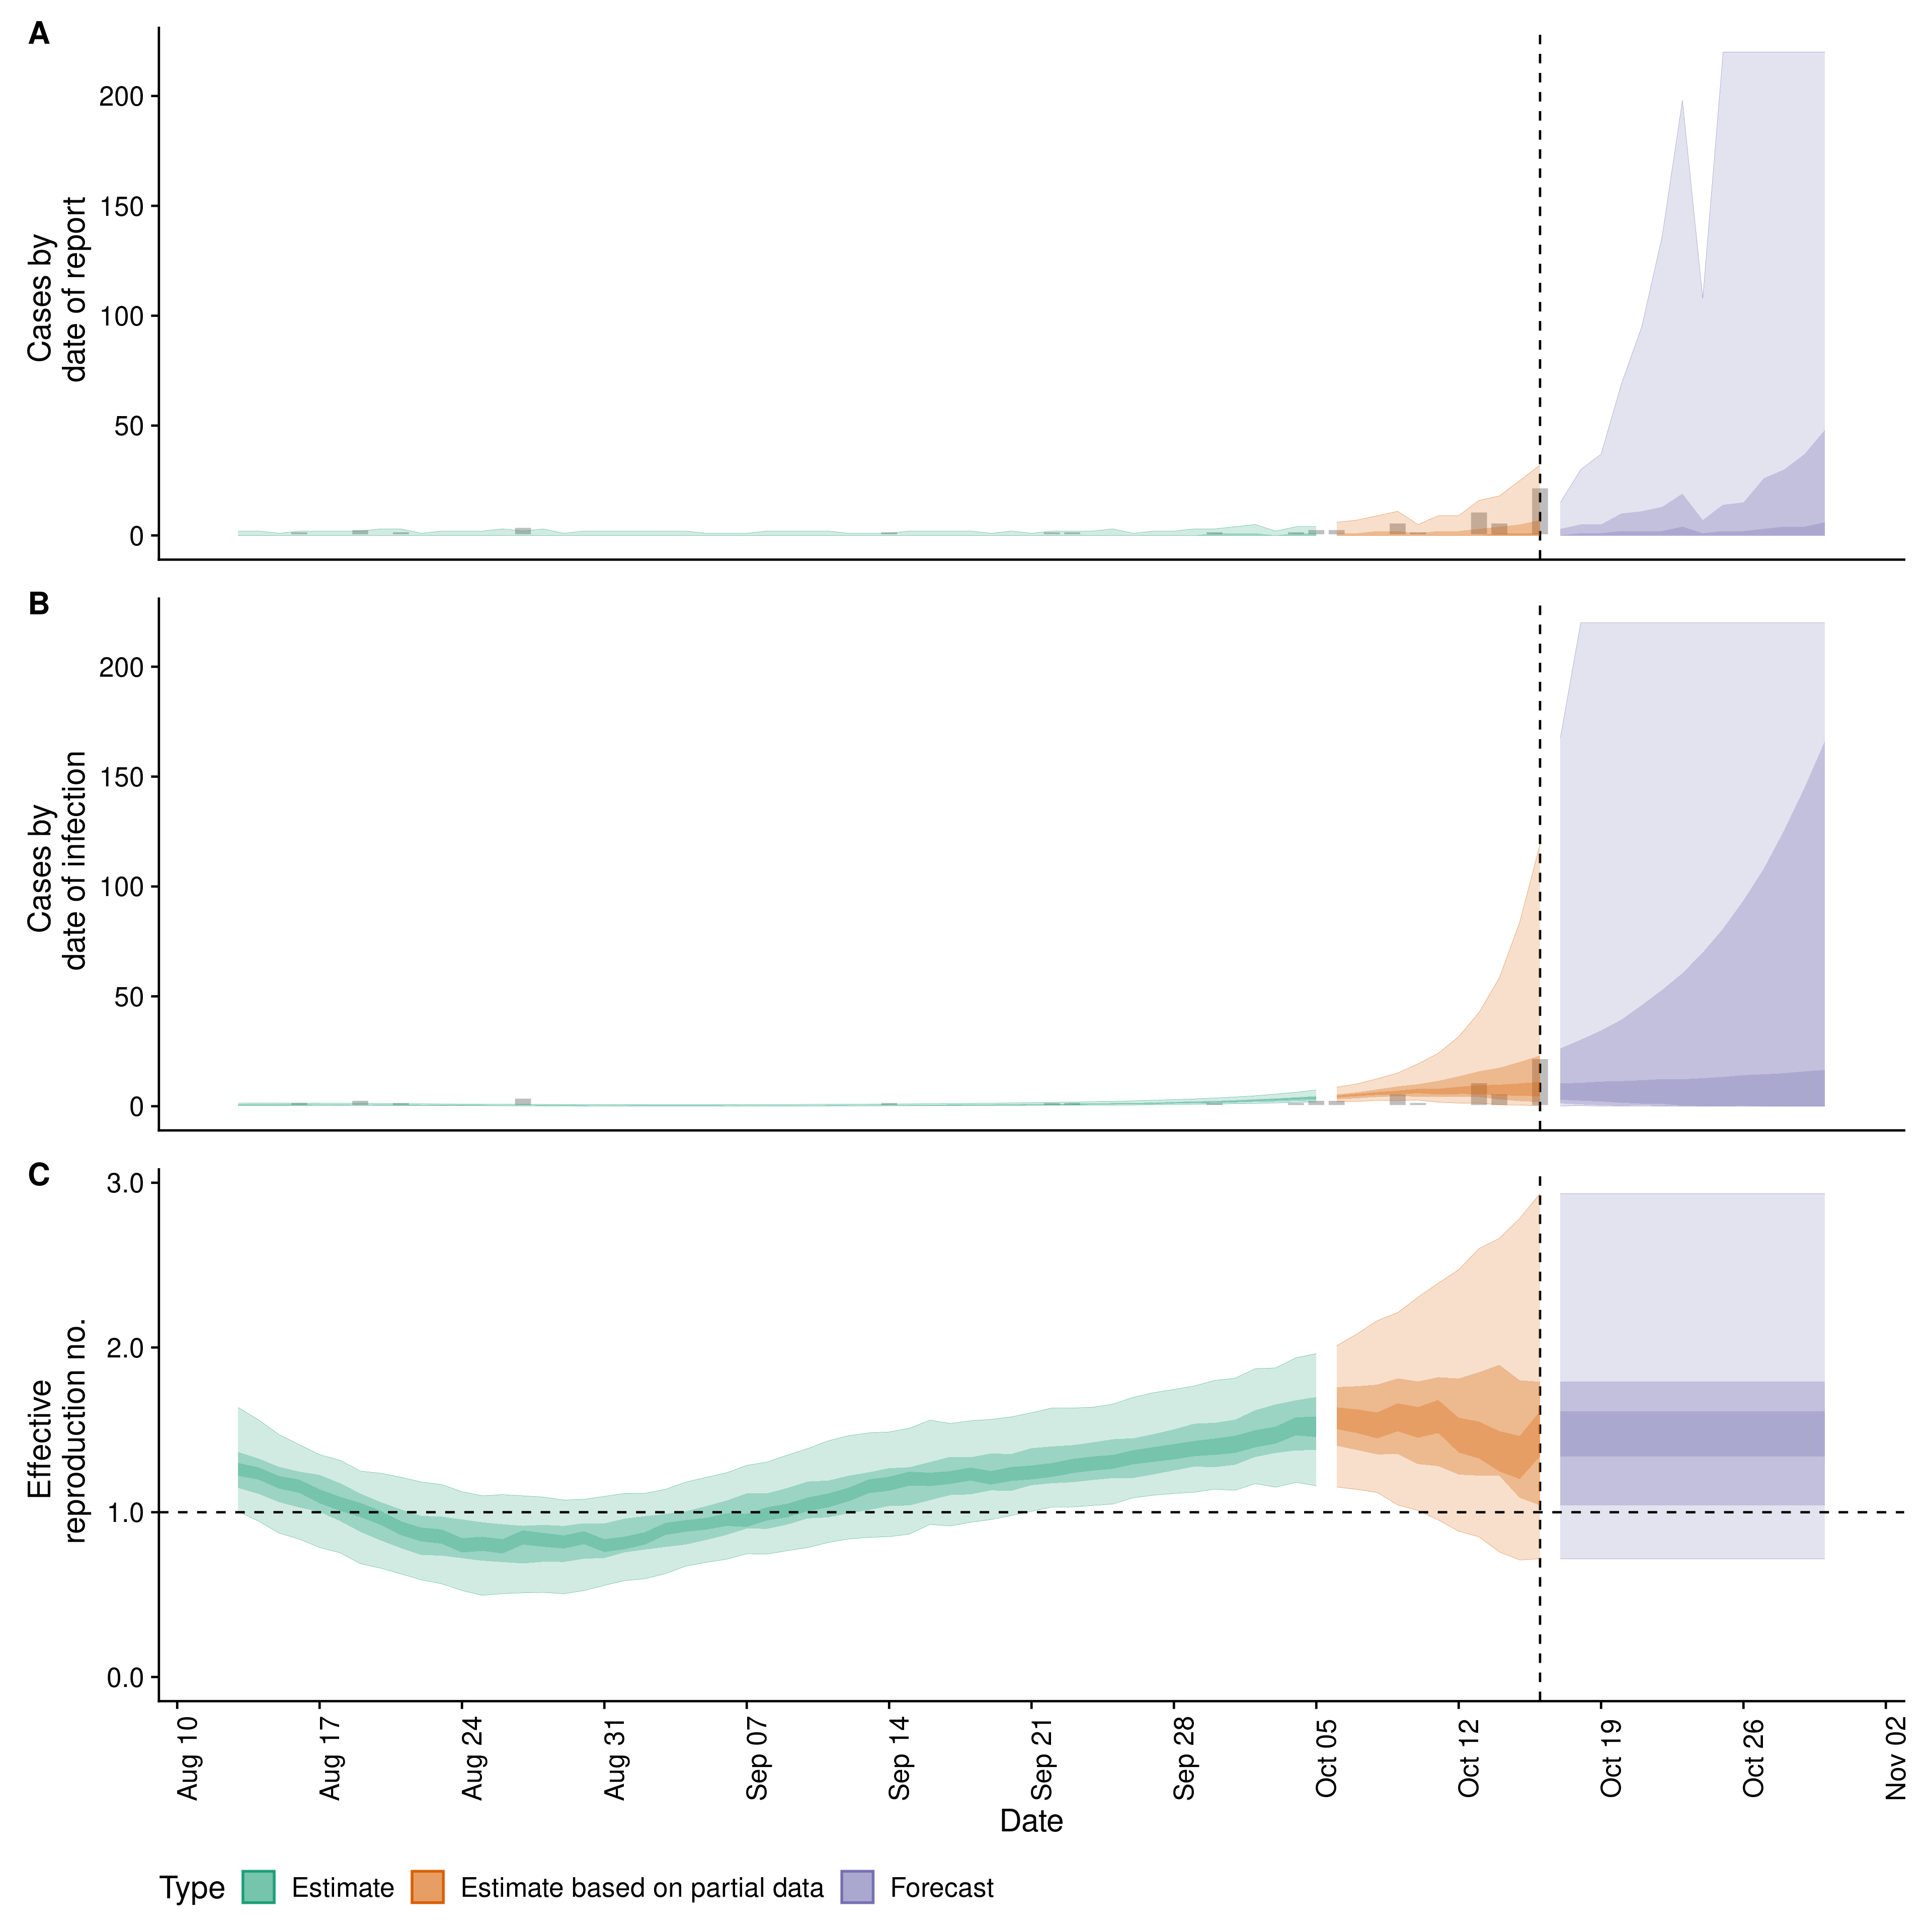 A
Cases by
date of report
200
150
100
50
0
B
Cases by
date of infection
200
150
100
50
0
C
Effective
reproduction no.
3.0
2.0
1.0
0.0
Aug 10
Aug 17
Aug 24
Aug 31
Sep 07
Sep 14
Sep 21
Sep 28
Oct 05
Oct 12
Oct 19
Oct 26
Nov 02
Date
Type Estimate Estimate based on partial data Forecast